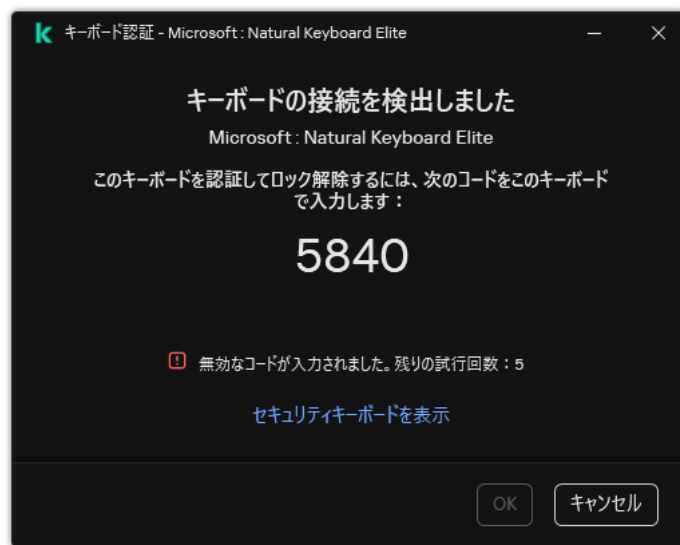 キーボード認証 - Microsoft : Natural Keyboard Elite
キーボードの接続を検出しました
Microsoft : Natural Keyboard Elite
このキーボードを認証してロック解除するには、次のコードをこのキーボード
で入力します：
5840
無効なコードが入力されました。残りの試行回数：5
セキュリティキーボードを表示
OK
キャンセル